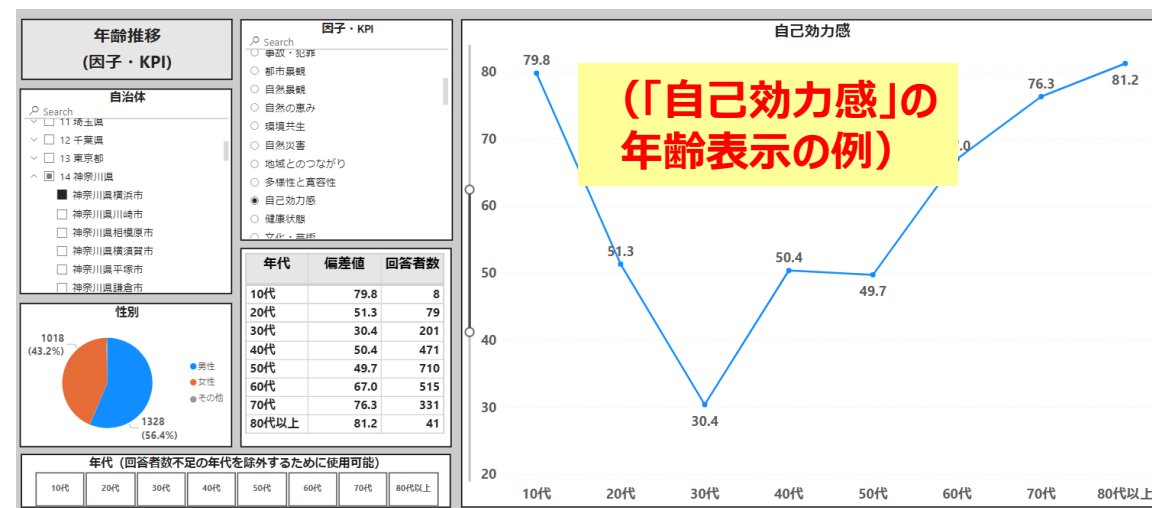 年齢推移
(因子・KPI)
自治体
Search
11 埼玉県
12 千葉県
13 東京都
14 神奈川県
神奈川県横浜市
神奈川県川崎市
神奈川県相模原市
神奈川県横須賀市
神奈川県平塚市
神奈川県鎌倉市
性別
1018
(43.2%)
男性
女性
その他
1328
(56.4%)
因子・KPI
Search
事故・犯罪
都市景観
自然景観
自然の恵み
環境共生
自然災害
地域とのつながり
多様性と寛容性
自己効力感
健康状態
文化・芸術
年代 偏差値 回答者数
10代 79.8 8
20代 51.3 79
30代 30.4 201
40代 50.4 471
50代 49.7 710
60代 67.0 515
70代 76.3 331
80代以上 81.2 41
年代（回答者数不足の年代を除外するために使用可能)
10代 20代 30代 40代 50代 60代 70代 80代以上
自己効力感
（「自己効力感」の
年齢表示の例）
80
70
60
50
40
30
20
79.8
51.3
30.4
50.4
49.7
.0
76.3
81.2
10代 20代 30代 40代 50代 60代 70代 80代以上